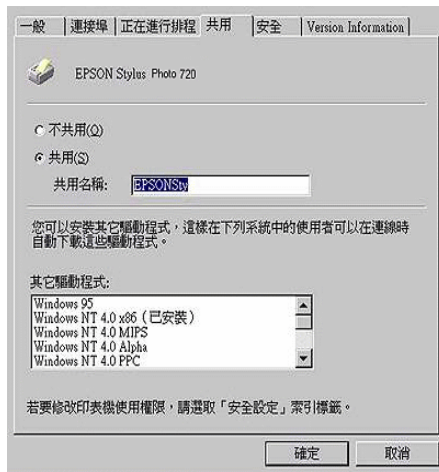 一般 連接埠 正在進行排程 共用 安全 Version Information
EPSON Stylus Photo 720
不共用(Q)
共用(S)
共用名稱: EPSONSty
您可以安裝其它驅動程式，這樣在下列系統中的使用者可以在連線時
自動下載這些驅動程式。
其它驅動程式:
Windows 95
Windows NT 4.0 x86 (已安裝)
Windows NT 4.0 MIPS
Windows NT 4.0 Alpha
Windows NT 4.0 PPC
若要修改印表機使用權限，請選取「安全設定」索引標籤。
確定 取消